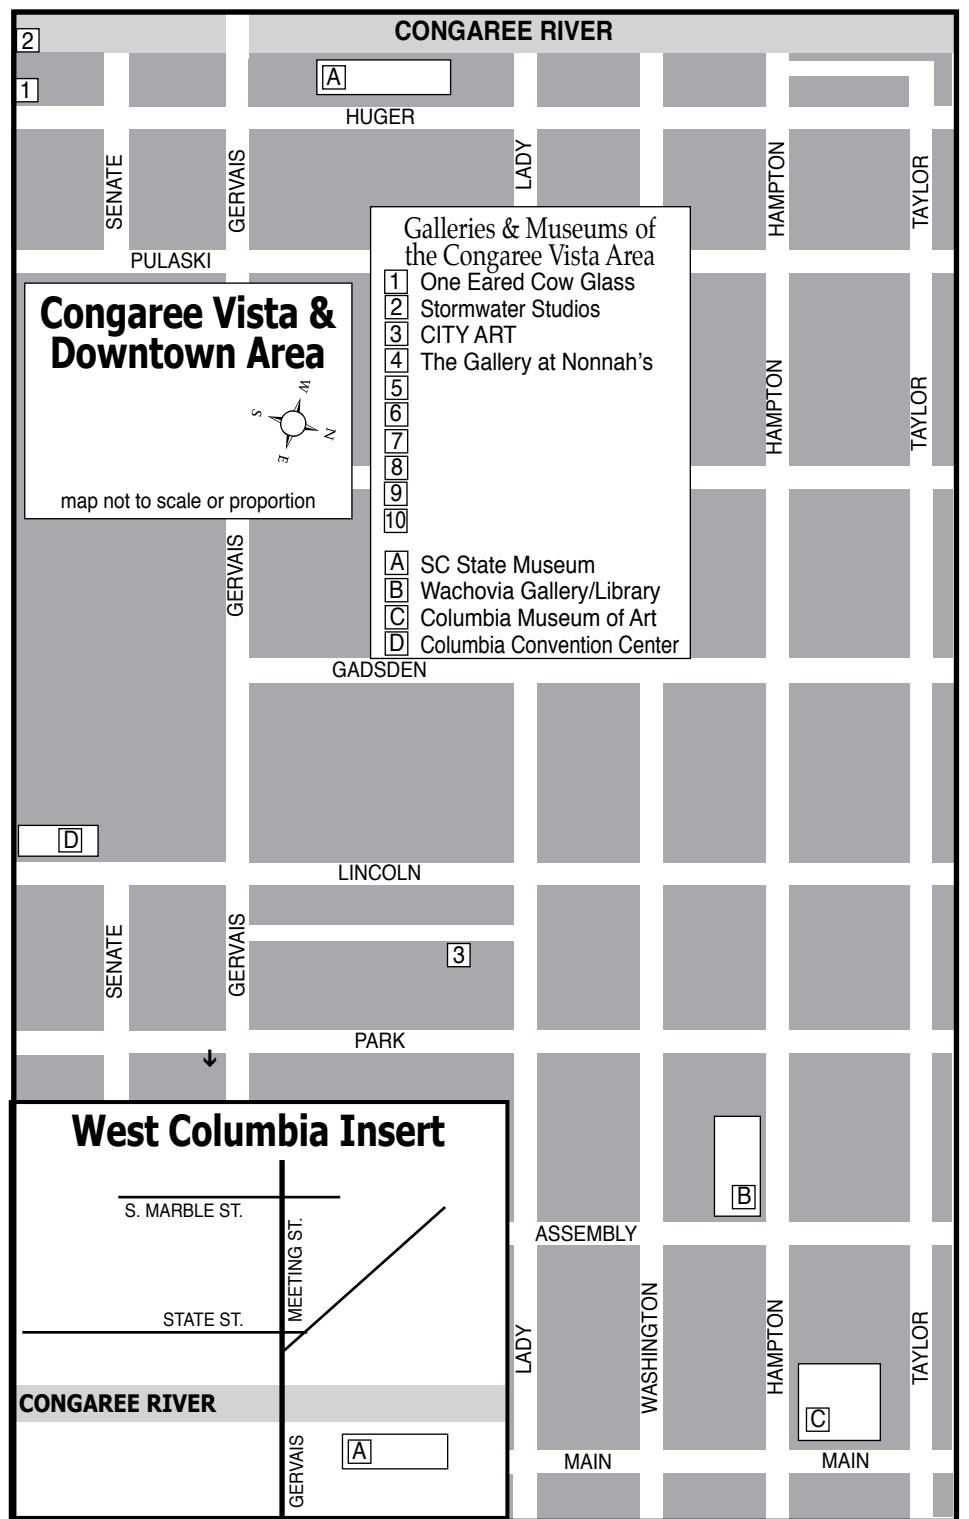 CONGAREE RIVER
2
A
1
HUGER
SENATE
GERVAIS
LADY
HAMPTON
TAYLOR
PULASKI
Galleries & Museums of
the Congaree Vista Area
1 One Eared Cow Glass
2 Stormwater Studios
3 CITY ART
4 The Gallery at Nonnah's
5
6
7
8
9
10
A SC State Museum
B Wachovia Gallery/Library
C Columbia Museum of Art
D Columbia Convention Center
Congaree Vista &
Downtown Area
W
S
N
E
map not to scale or proportion
HAMPTON
TAYLOR
GERVAIS
GADSDEN
D
LINCOLN
SENATE
GERVAIS
3
PARK
West Columbia Insert
S. MARBLE ST.
MEETING ST.
STATE ST.
CONGAREE RIVER
GERVAIS
A
B
ASSEMBLY
LADY
WASHINGTON
HAMPTON
TAYLOR
C
MAIN
MAIN